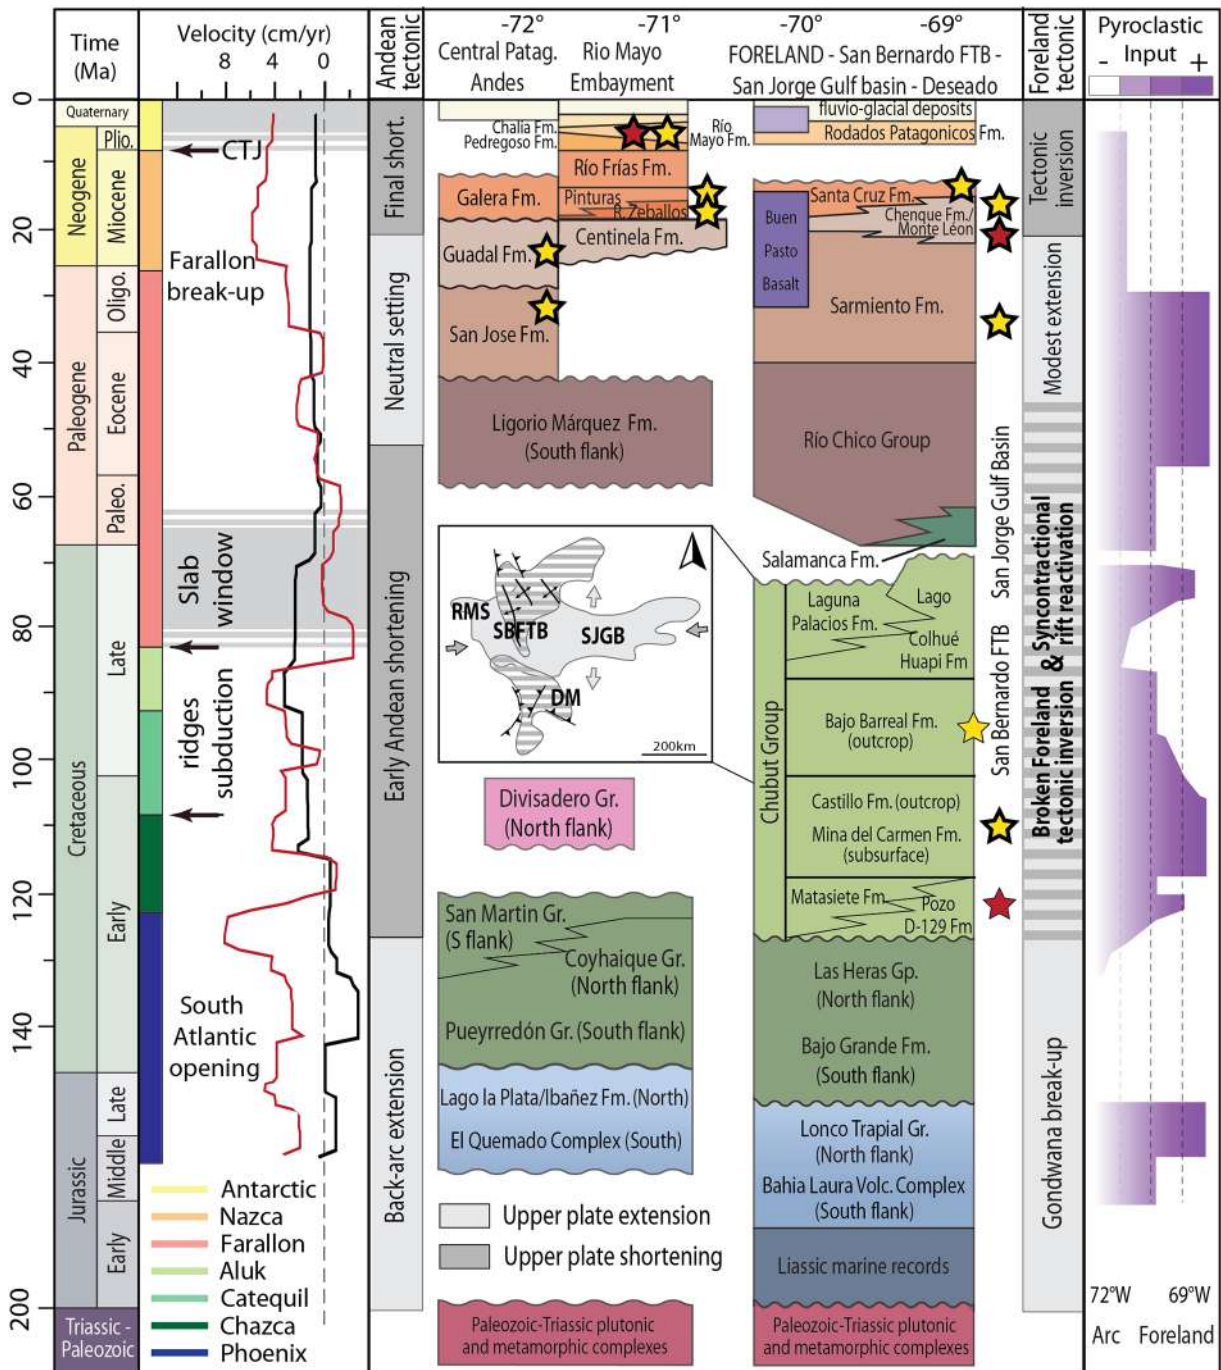 Time
(Ma)
Velocity (cm/yr)
8 4 0
Andean
tectonic
-72°
Central Patag.
Andes
-71°
Rio Mayo
Embayment
-70° -69°
FORELAND - San Bernardo FTB -
San Jorge Gulf basin - Deseado
Foreland
tectonic
Pyroclastic
Input
- +
0
20
40
60
80
100
120
140
200
Quaternary
Neogene
Plio.
Miocene
Paleogene
Oligo.
Eocene
Paleo.
Cretaceous
Late
Early
Jurassic
Late
Middle
Early
Triassic -
Paleozoic
CTJ
Farallon
break-up
Slab
window
ridges
subduction
South
Atlantic
opening
Antarctic
Nazca
Farallon
Aluk
Catequil
Chazca
Phoenix
Final short.
Neutral setting
Early Andean shortening
Back-arc extension
Chalia Fm.
Pedregoso Fm.
Río
Mayo Fm.
Río Frías Fm.
Galera Fm.
Pinturas
R. Zeballos
Guadal Fm.
Centinela Fm.
San Jose Fm.
Ligorio Márquez Fm.
(South flank)
RMS
SBFTB
SJGB
DM
200km
Divisadero Gr.
(North flank)
San Martin Gr.
(S flank)
Coyhaique Gr.
(North flank)
Pueyrredón Gr. (South flank)
Lago la Plata/Ibañez Fm. (North)
El Quemado Complex (South)
Upper plate extension
Upper plate shortening
Paleozoic-Triassic plutonic
and metamorphic complexes
fluvio-glacial deposits
Rodados Patagonicos Fm.
Santa Cruz Fm.
Chenque Fm./
Monte León
Buen
Pasto
Basalt
Sarmiento Fm.
Río Chico Group
Salamanca Fm.
Chubut Group
Laguna
Palacios Fm.
Lago
Colhué
Huapi Fm
Bajo Barreal Fm.
(outcrop)
Castillo Fm. (outcrop)
Mina del Carmen Fm.
(subsurface)
Matasiete Fm.
Pozo
D-129 Fm
Las Heras Gp.
(North flank)
Bajo Grande Fm.
(South flank)
Lonco Trapial Gr.
(North flank)
Bahia Laura Volc. Complex
(South flank)
Liassic marine records
Paleozoic-Triassic plutonic
and metamorphic complexes
San Bernardo FTB San Jorge Gulf Basin
Tectonic
inversion
Modest extension
Broken Foreland & Syncontractional
tectonic inversion rift reactivation
Gondwana break-up
72°W 69°W
Arc Foreland